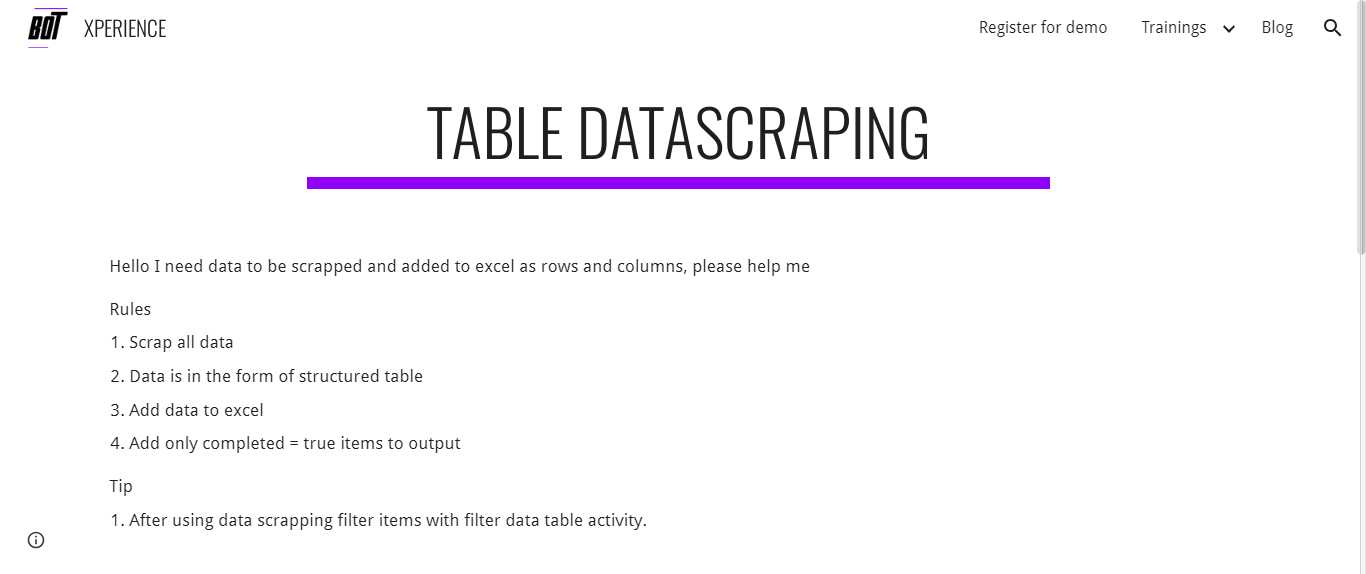 BOT
XPERIENCE
Register for demo
Trainings
Blog
TABLE DATASCRAPING
Hello I need data to be scrapped and added to excel as rows and columns, please help me
Rules
1. Scrap all data
2. Data is in the form of structured table
3. Add data to excel
4. Add only completed = true items to output
Tip
1. After using data scrapping filter items with filter data table activity.